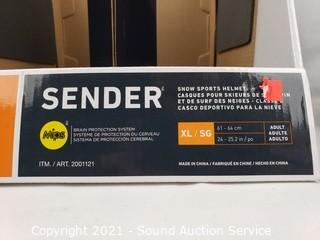 SENDER
SNOW SPORTS HELMET
CASQUES POUR SKIEURS DE
ET DE SURF DES NEIGES - CLASSE
CASCO DEPORTIVO PARA LA NIEVE
mips
BRAIN PROTECTION SYSTEM
SYSTÈME DE PROTECTION DU CERVEAU
SISTEMA DE PROTECCIÓN CEREBRAL
XL / SG
61 - 64 cm
24 - 25.2 in / po
ADULT
ADULTE
ADULTO
ITM. / ART. 2001121
MADE IN CHINA / FABRIQUÉ EN CHINE / HECHO EN CHINA
Copyright 2021 - Sound Auction Service